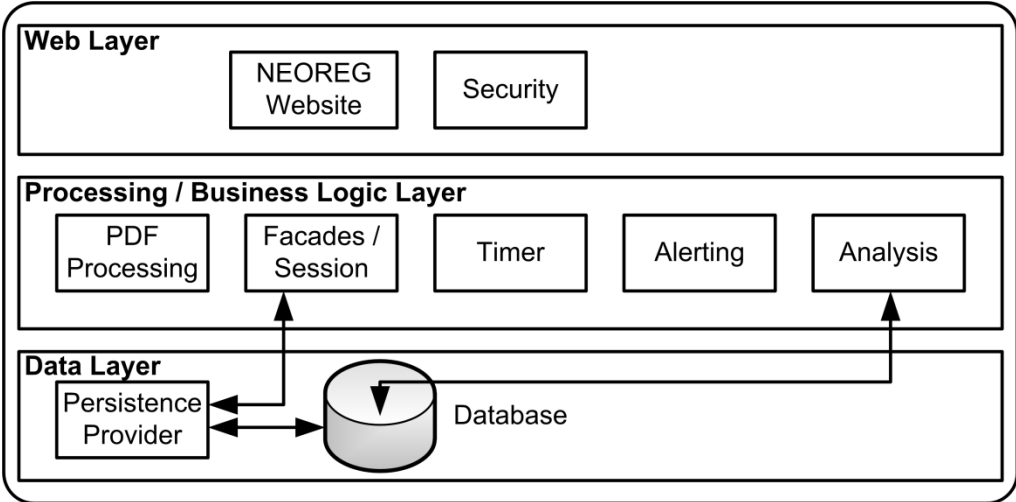 Web Layer
NEOREG
Website
Security
Processing / Business Logic Layer
PDF
Processing
Facades /
Session
Timer
Alerting
Analysis
Data Layer
Persistence
Provider
Database